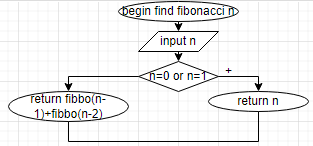 begin find fibonacci n
input n
n=0 or n=1
+
return fibbo(n-
1)+fibbo(n-2)
return n